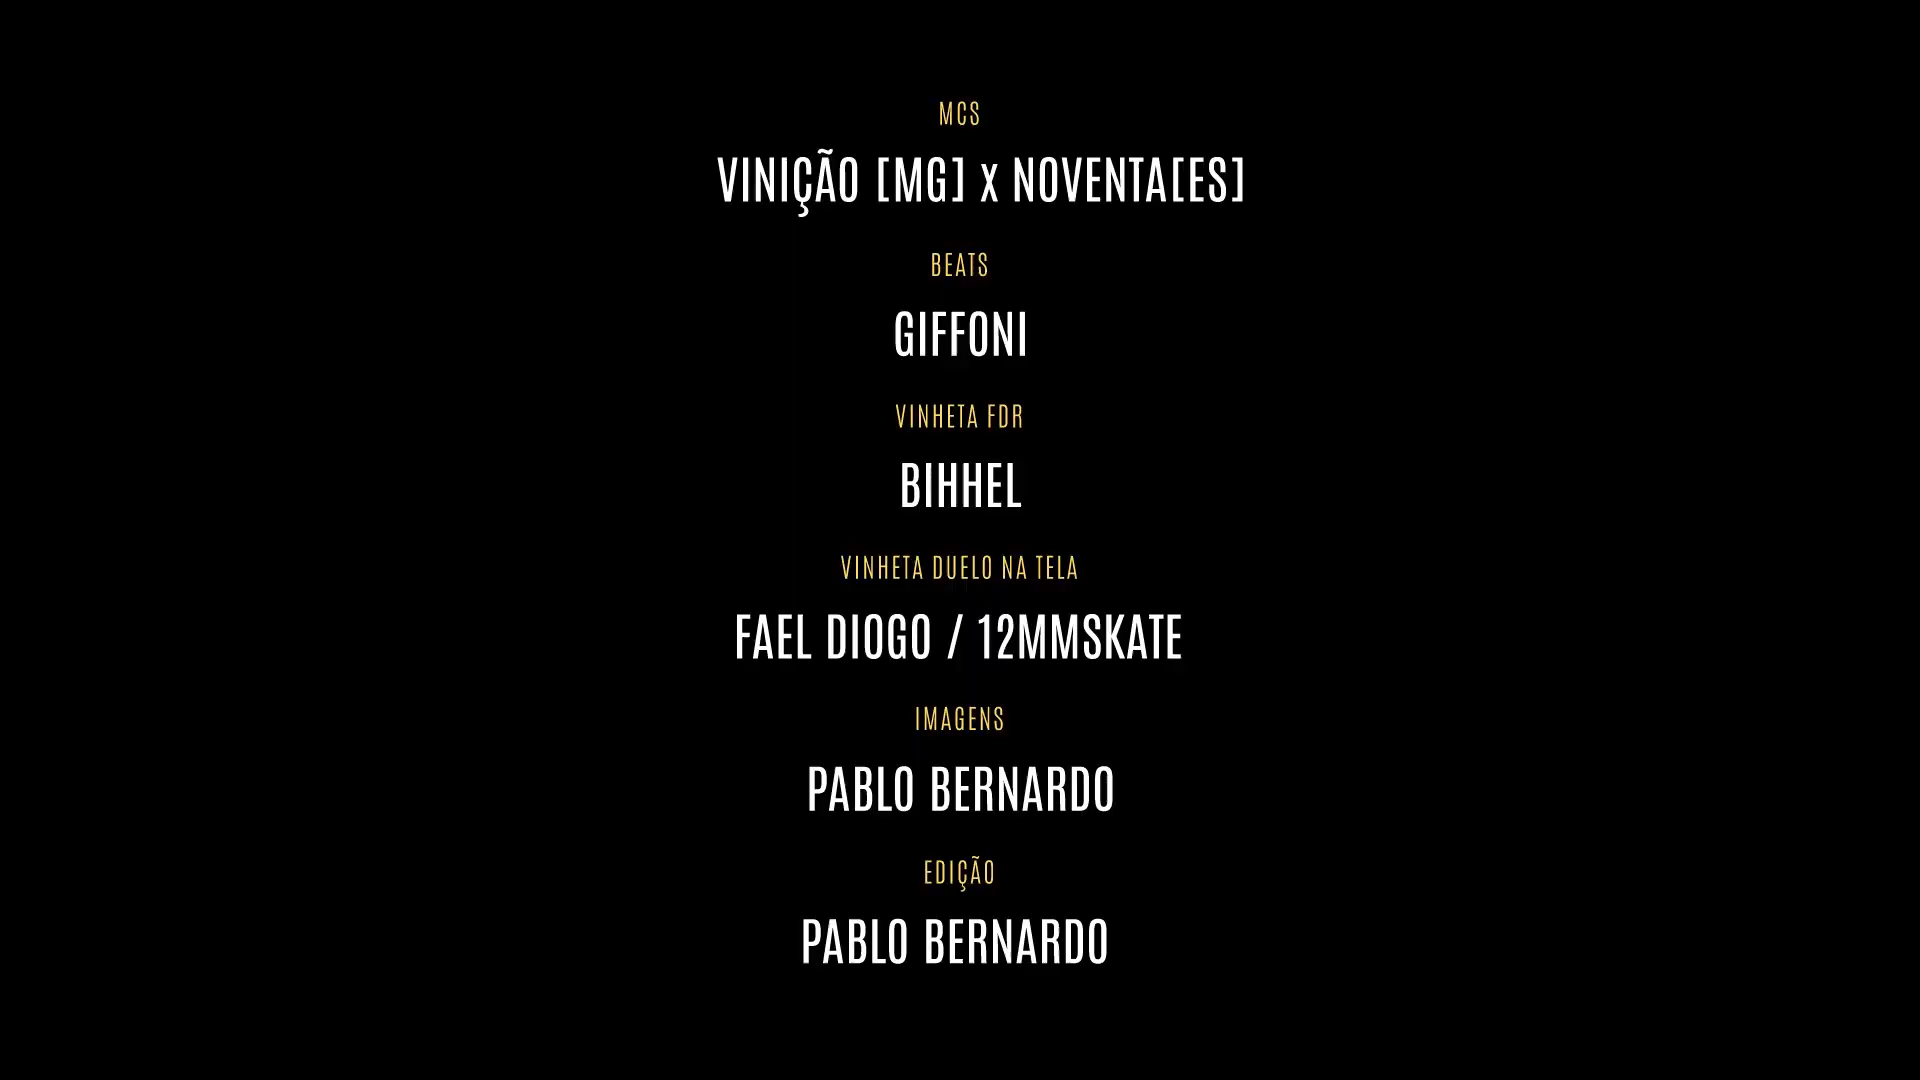 MCS
VINIÇÃO [MG] X NOVENTA[ES]
BEATS
GIFFONI
VINHETA FDR
BIHHEL
VINHETA DUELO NA TELA
FAEL DIOGO / 12MMSKATE
IMAGENS
PABLO BERNARDO
EDIÇÃO
PABLO BERNARDO